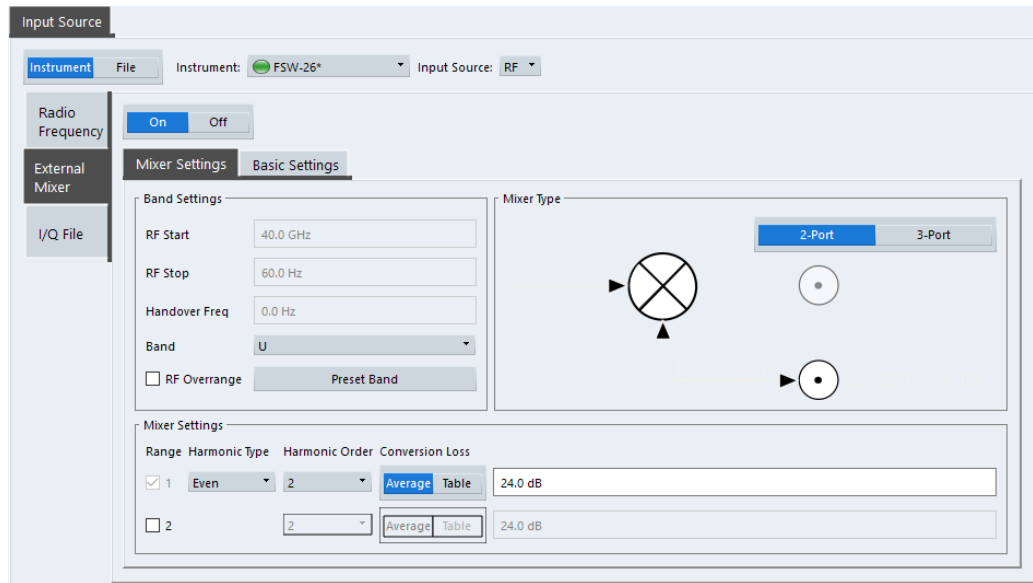 Input Source
Instrument File Instrument: FSW-26* Input Source: RF
Radio
Frequency
On Off
External
Mixer
Mixer Settings Basic Settings
I/Q File
Band Settings
RF Start 40.0 GHz
RF Stop 60.0 Hz
Handover Freq 0.0 Hz
Band U
RF Overrange Preset Band
Mixer Type
2-Port 3-Port
Mixer Settings
Range Harmonic Type Harmonic Order Conversion Loss
1 Even 2 Average Table 24.0 dB
2 2 Average Table 24.0 dB